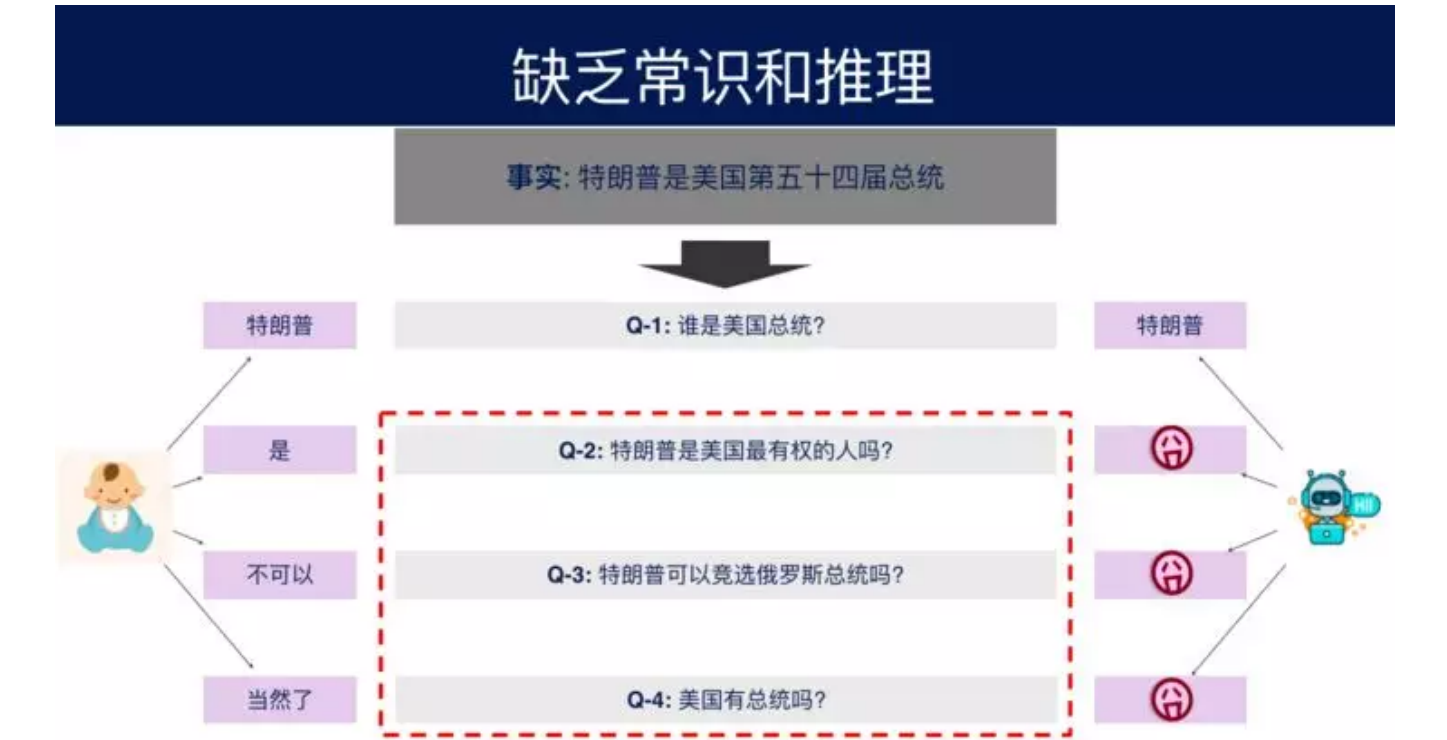 缺乏常识和推理
事实: 特朗普是美国第五十四届总统
特朗普 Q-1: 谁是美国总统? 特朗普
是 Q-2: 特朗普是美国最有权的人吗? 囧
不可以 Q-3: 特朗普可以竞选俄罗斯总统吗? 囧
当然了 Q-4: 美国有总统吗? 囧
HI!